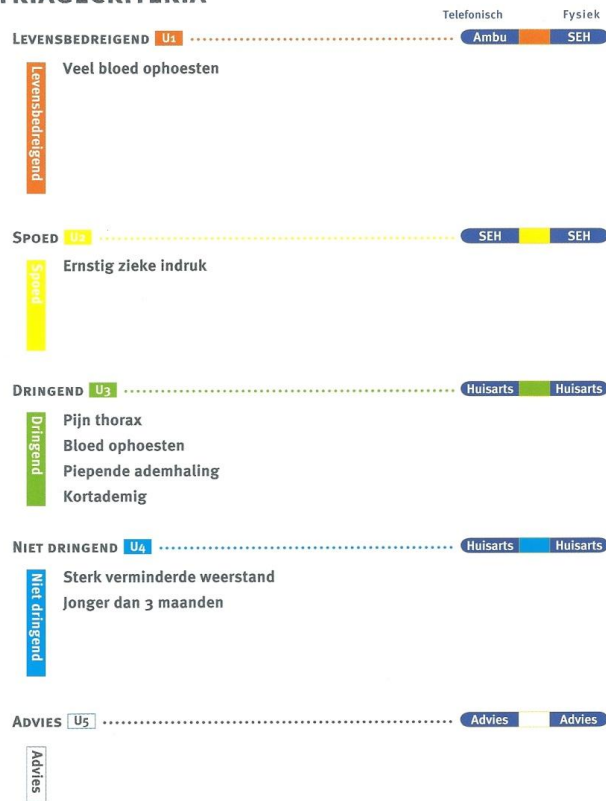 TRIAGECRITERIA
Telefonisch Fysiek
LEVENSBEDREIGEND U1 Ambu SEH
Levensbedreigend
Veel bloed ophoesten
SPOED U2 SEH SEH
Spoed
Ernstig zieke indruk
DRINGEND U3 Huisarts Huisarts
Dringend
Pijn thorax
Bloed ophoesten
Piepende ademhaling
Kortademig
NIET DRINGEND U4 Huisarts Huisarts
Niet dringend
Sterk verminderde weerstand
Jonger dan 3 maanden
ADVIES U5 Advies Advies
Advies